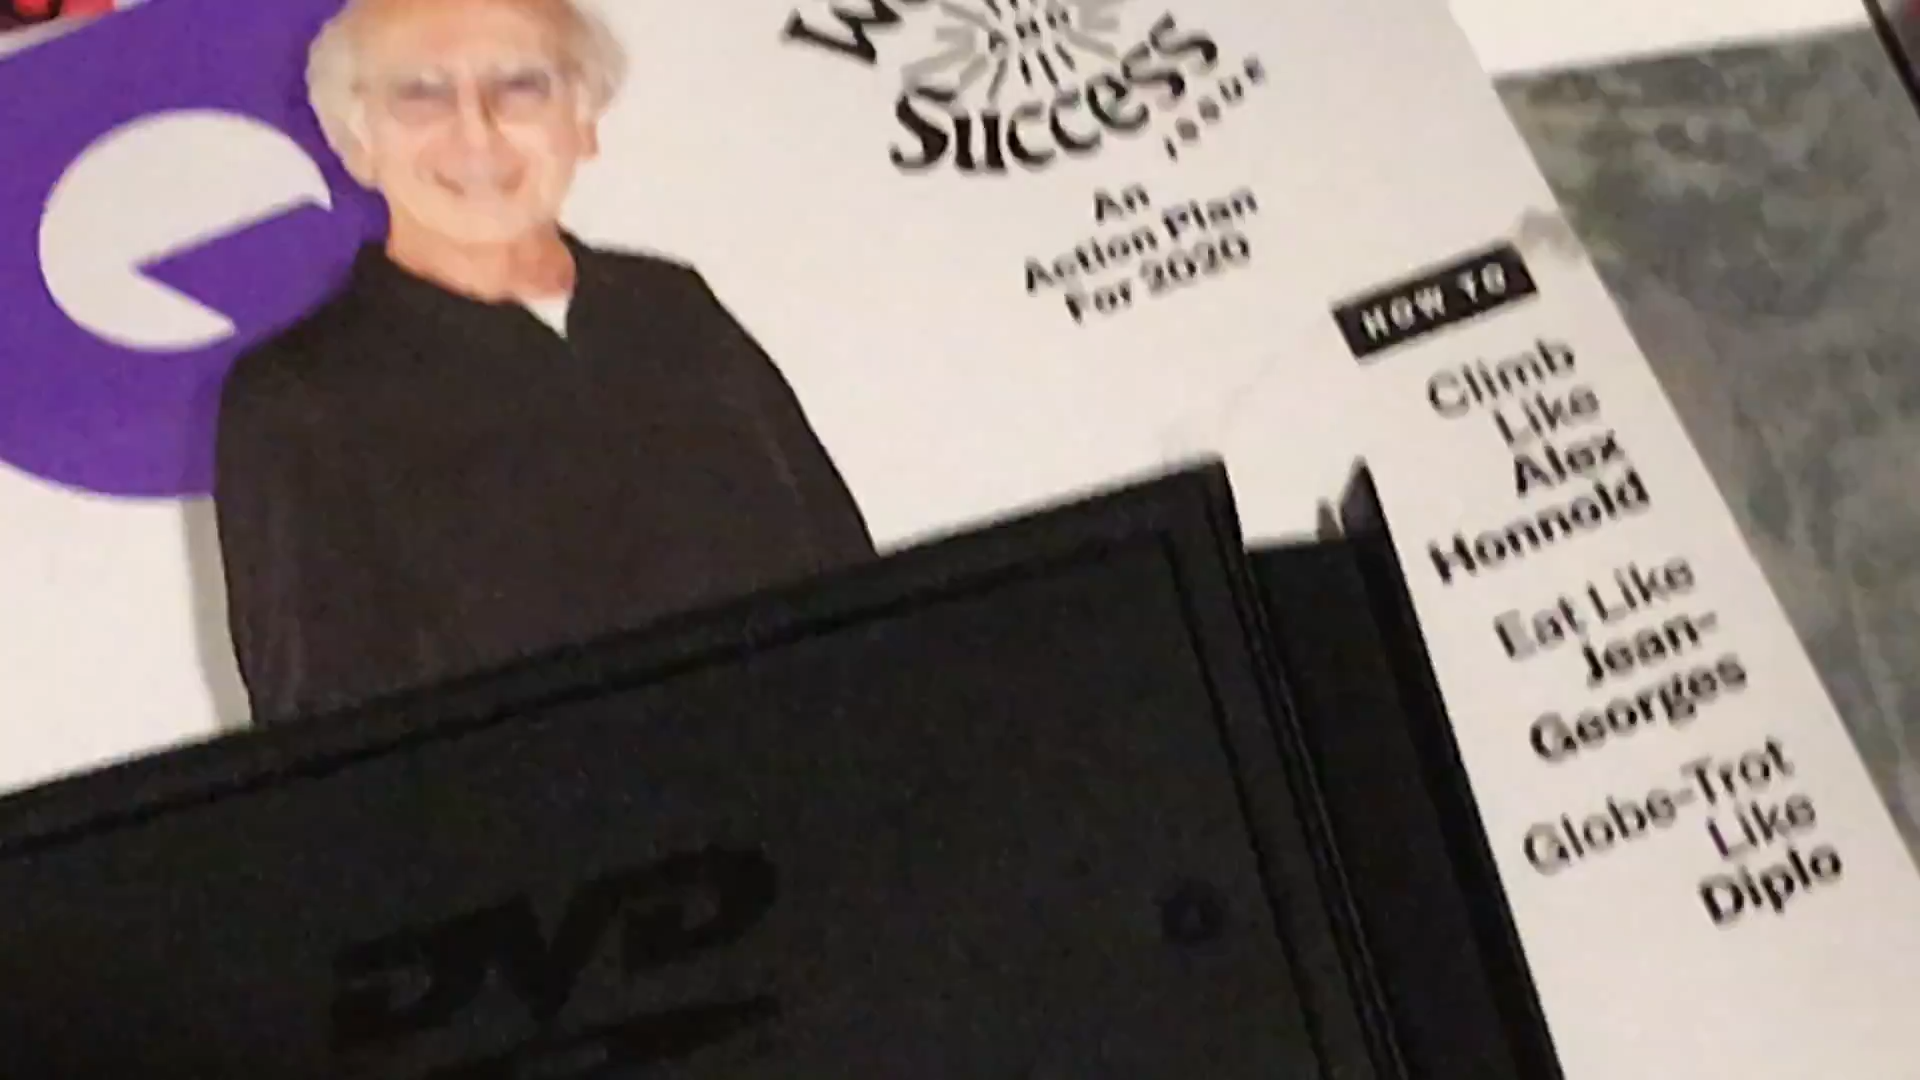 Success
ISSUE
An
Action Plan
For 2020
HOW TO
Climb
Like
Alex
Honnold
Eat Like
Jean-
Georges
Globe-Trot
Like
Diplo
DVD